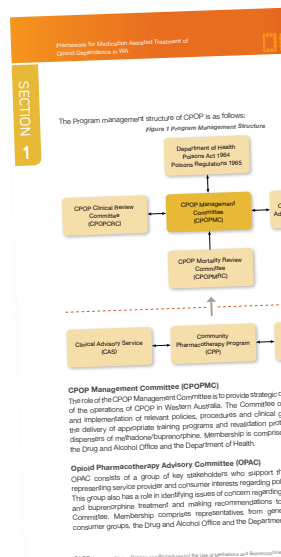 Framework for Medication Assisted Treatment of
Opioid Dependence in WA
SECTION
1
The Program management structure of CPOP is as follows:
Figure 1 Program Management Structure
Department of Health
Poisons Act 1964
Poisons Regulations 1965
CPOP Clinical Review
Committee
(CPOPCRC)
CPOP Management
Committee
(CPOPMC)
CPOP Mortality Review
Committee
(CPOPMRC)
Clinical Advisory Service
(CAS)
Community
Pharmacotherapy Program
(CPP)
CPOP Management Committee (CPOPMC)
The role of the CPOP Management Committee is to provide strategic
of the operations of CPOP in Western Australia. The Committee
and implementation of relevant policies, procedures and clinical
the delivery of appropriate training programs and revalidation
dispensers of methadone/buprenorphine. Membership is
the Drug and Alcohol Office and the Department of Health.
Opioid Pharmacotherapy Advisory Committee (OPAC)
OPAC consists of a group of key stakeholders who support
representing service provider and consumer interests regarding
This group also has a role in identifying issues of concern regarding
and buprenorphine treatment and making recommendations
Committee. Membership comprises representatives from
consumer groups, the Drug and Alcohol Office and the